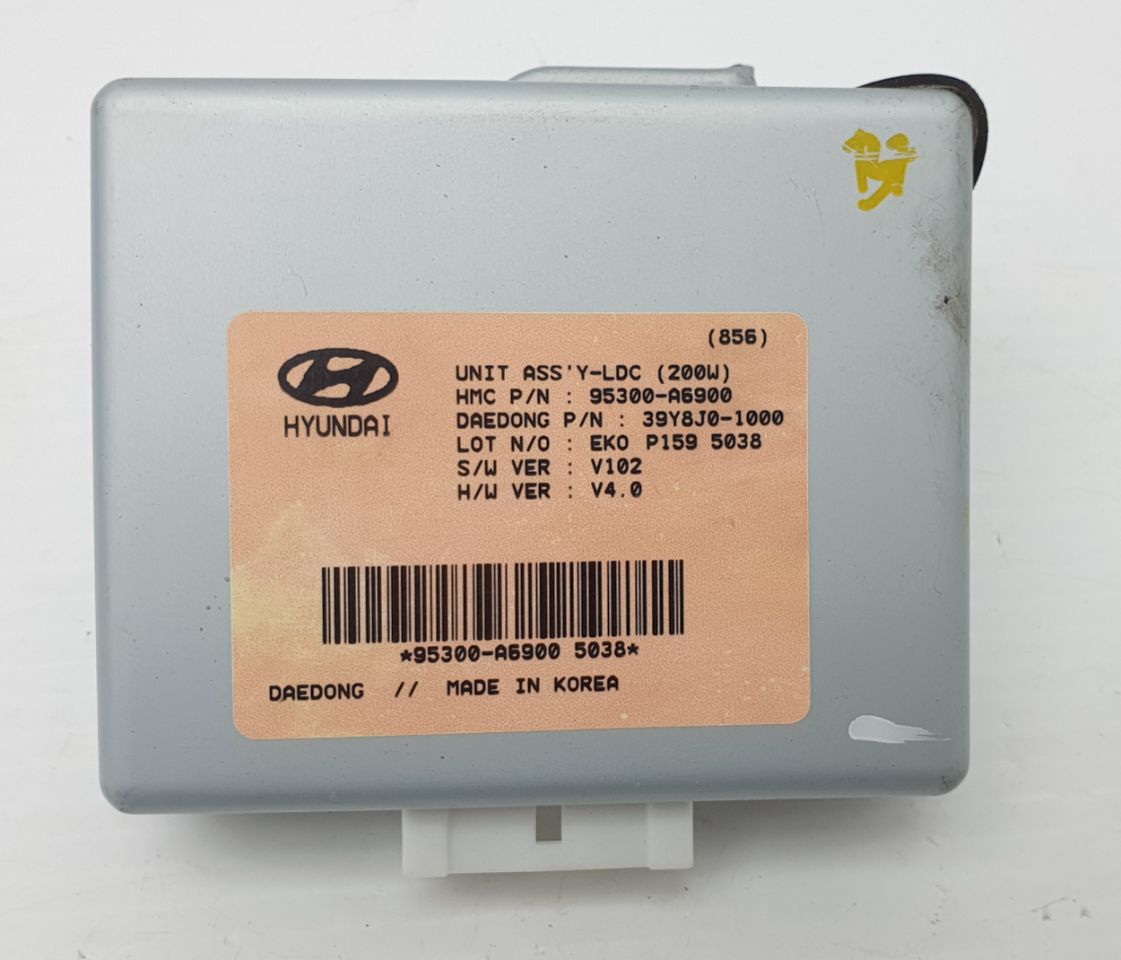 (856)
HYUNDAI
UNIT ASS'Y-LDC (200W)
HMC P/N : 95300-A6900
DAEDONG P/N : 39Y8J0-1000
LOT N/O : EKO P159 5038
S/W VER : V102
H/W VER : V4.0
*95300-A6900 5038*
DAEDONG // MADE IN KOREA